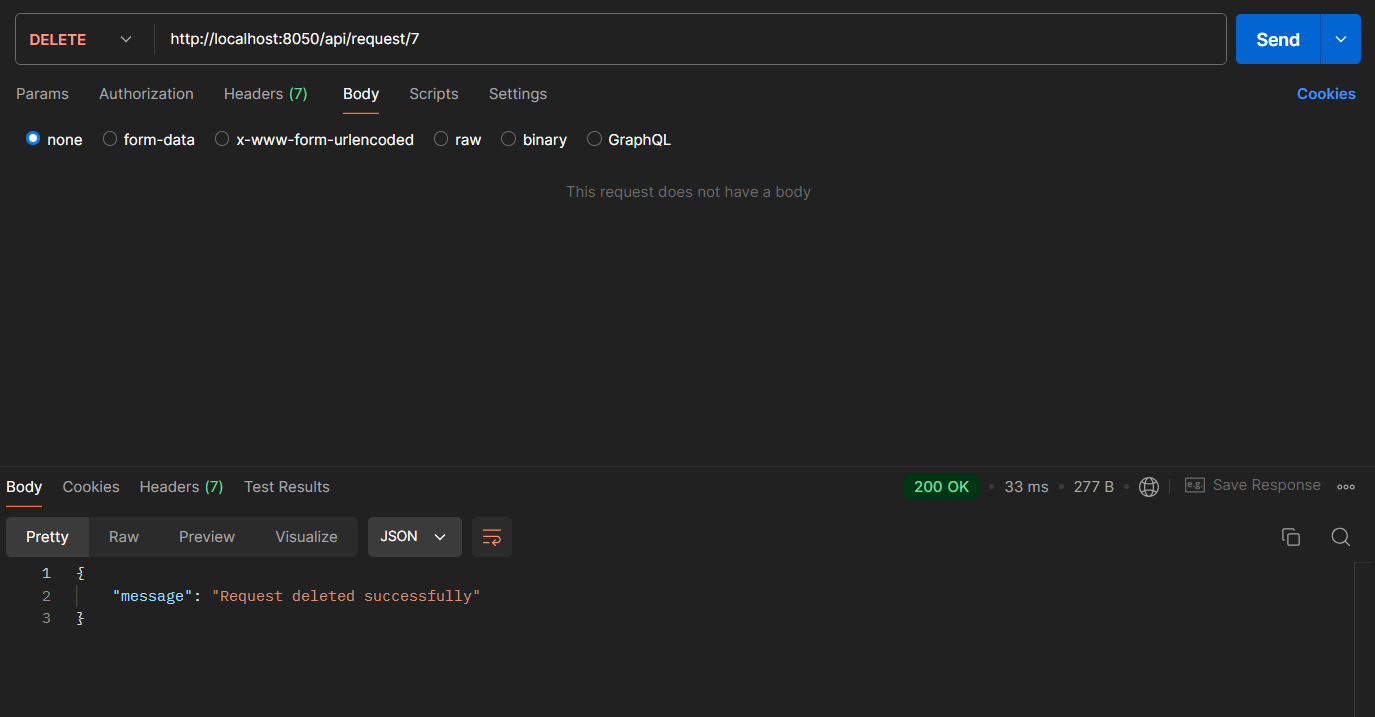 DELETE http://localhost:8050/api/request/7 Send
Params Authorization Headers (7) Body Scripts Settings Cookies
none form-data x-www-form-urlencoded raw binary GraphQL
This request does not have a body
Body Cookies Headers (7) Test Results 200 OK • 33 ms • 277 B • e.g. Save Response
Pretty Raw Preview Visualize JSON
1 {
2 "message": "Request deleted successfully"
3 }